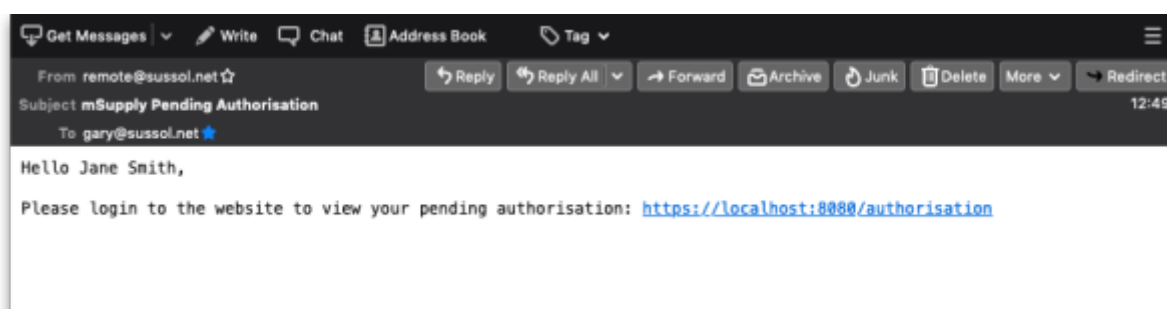 Get Messages Write Chat Address Book Tag
From remote@sussol.net Reply Reply All Forward Archive Junk Delete More Redirect
Subject mSupply Pending Authorisation 12:49
To gary@sussol.net
Hello Jane Smith,
Please login to the website to view your pending authorisation: https://localhost:8080/authorisation